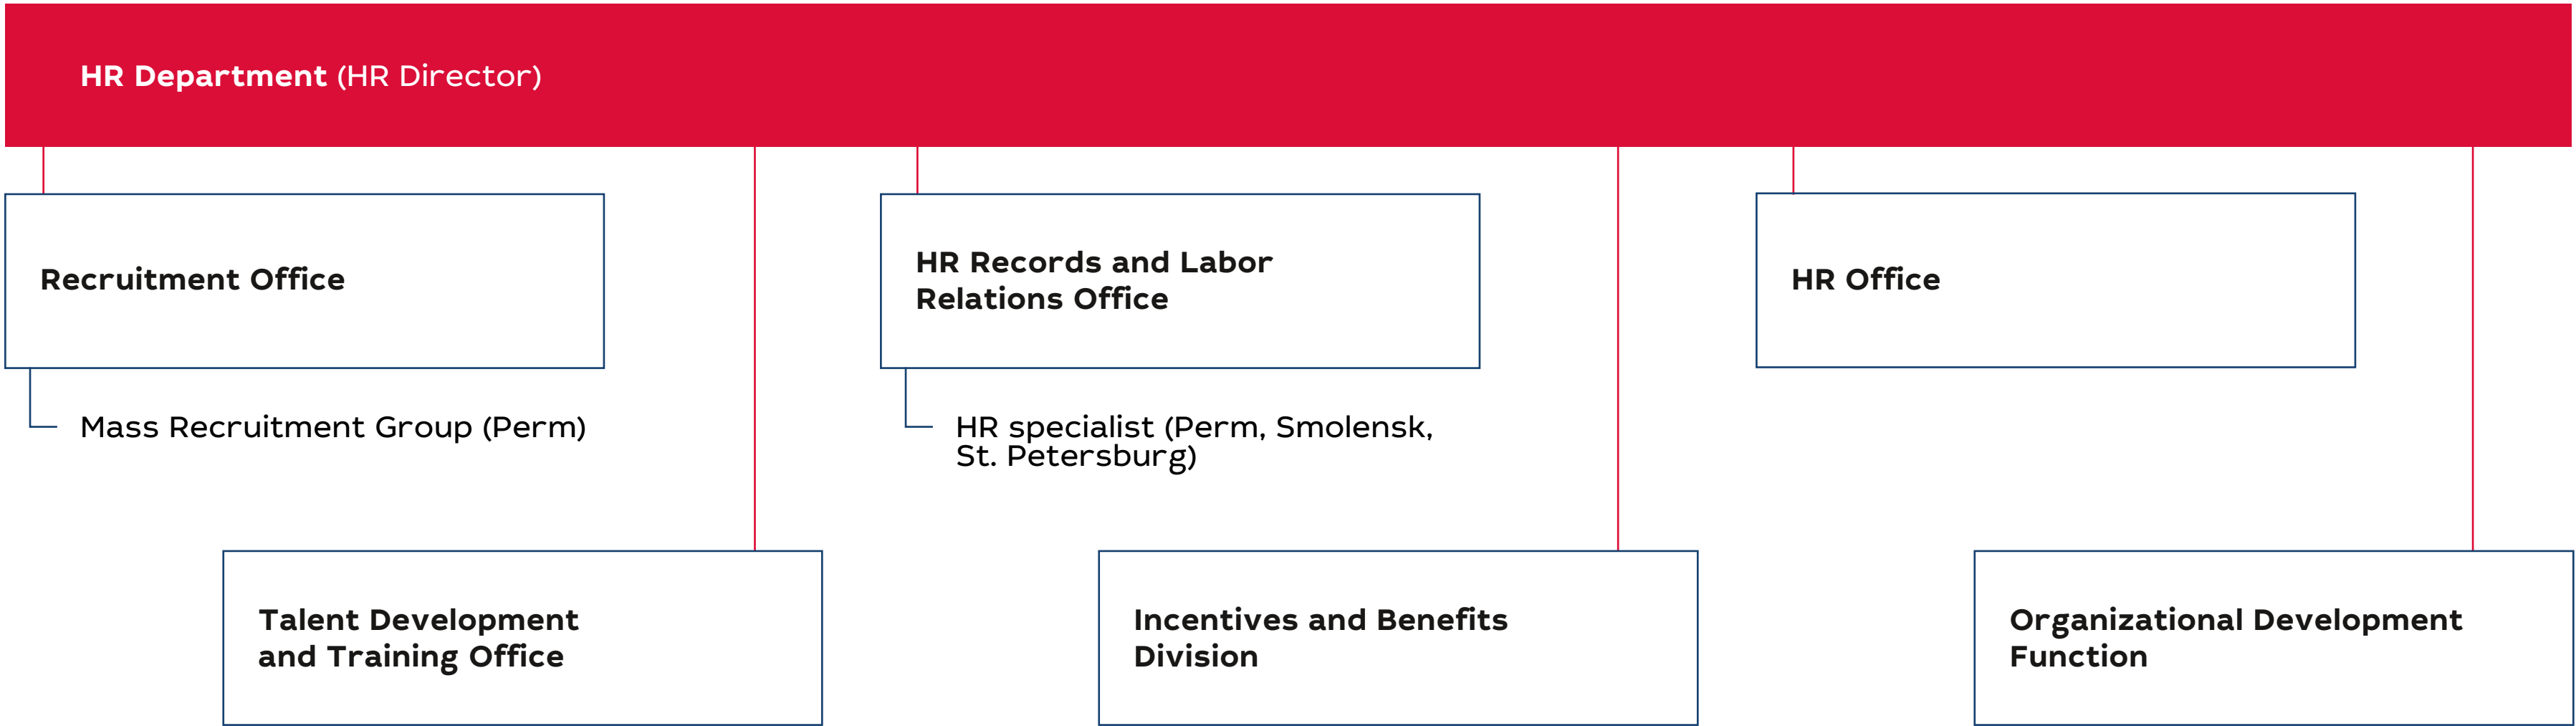 HR Department (HR Director)
Recruitment Office
HR Records and Labor
Relations Office
HR Office
Mass Recruitment Group (Perm)
HR specialist (Perm, Smolensk,
St. Petersburg)
Talent Development
and Training Office
Incentives and Benefits
Division
Organizational Development
Function